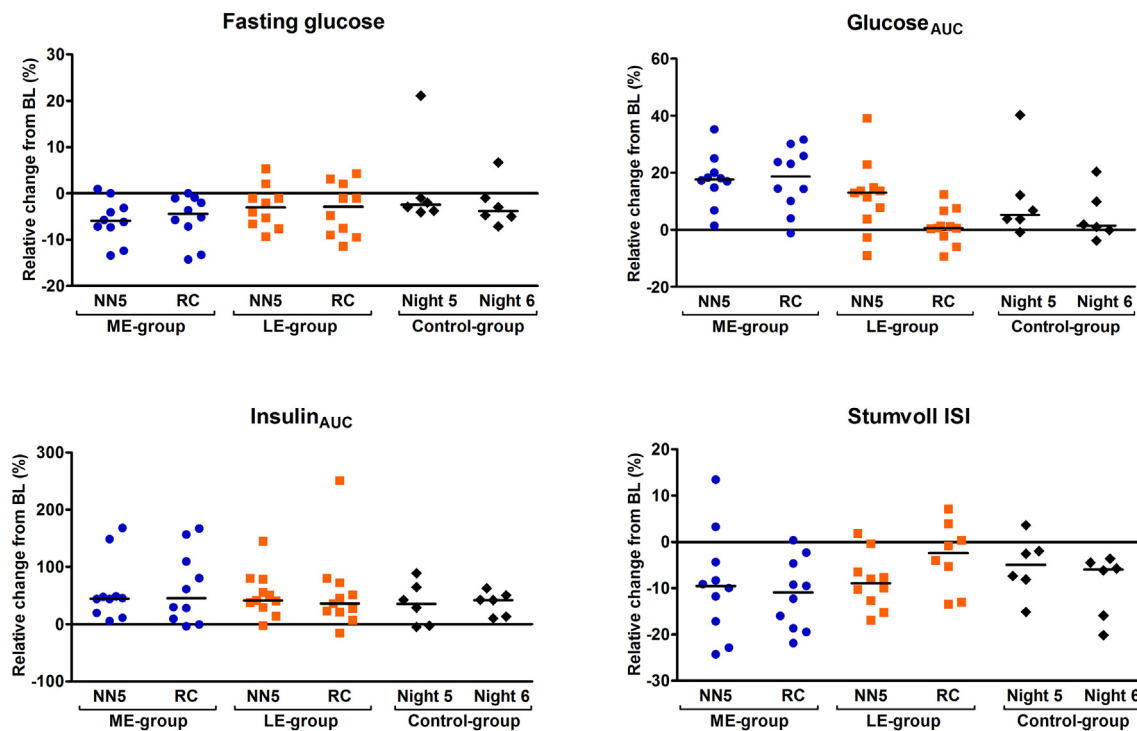 Fasting glucose
Relative change from BL (%)
30
20
10
0
-10
-20
NN5 RC NN5 RC Night 5 Night 6
ME-group LE-group Control-group
Glucose AUC
Relative change from BL (%)
60
40
20
0
-20
NN5 RC NN5 RC Night 5 Night 6
ME-group LE-group Control-group
Insulin AUC
Relative change from BL (%)
300
200
100
0
-100
NN5 RC NN5 RC Night 5 Night 6
ME-group LE-group Control-group
Stumvoll ISI
Relative change from BL (%)
20
10
0
-10
-20
-30
NN5 RC NN5 RC Night 5 Night 6
ME-group LE-group Control-group